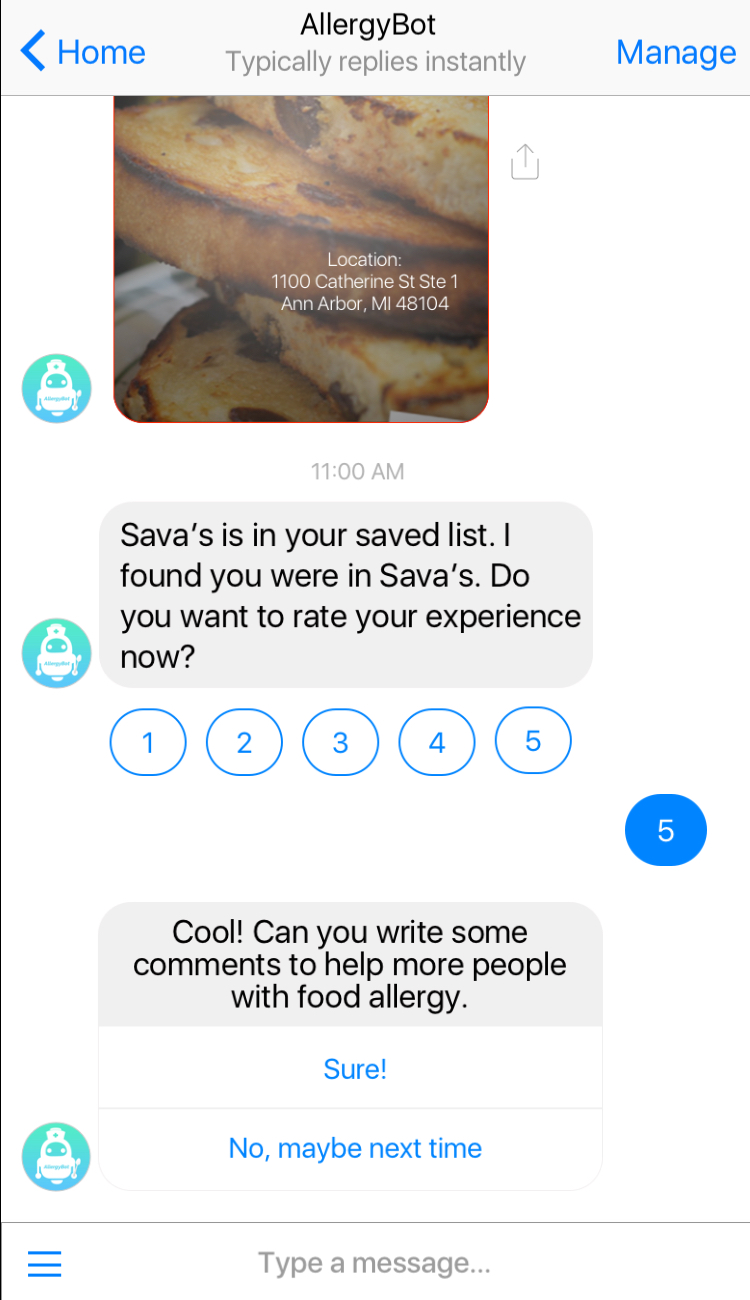 AllergyBot
Home
Typically replies instantly
Manage
Location:
1100 Catherine St Ste 1
Ann Arbor, MI 48104
AllergyBot
11:00 AM
Sava’s is in your saved list. I
found you were in Sava’s. Do
you want to rate your experience
now?
AllergyBot
1 2 3 4 5
5
Cool! Can you write some
comments to help more people
with food allergy.
Sure!
No, maybe next time
AllergyBot
Type a message...